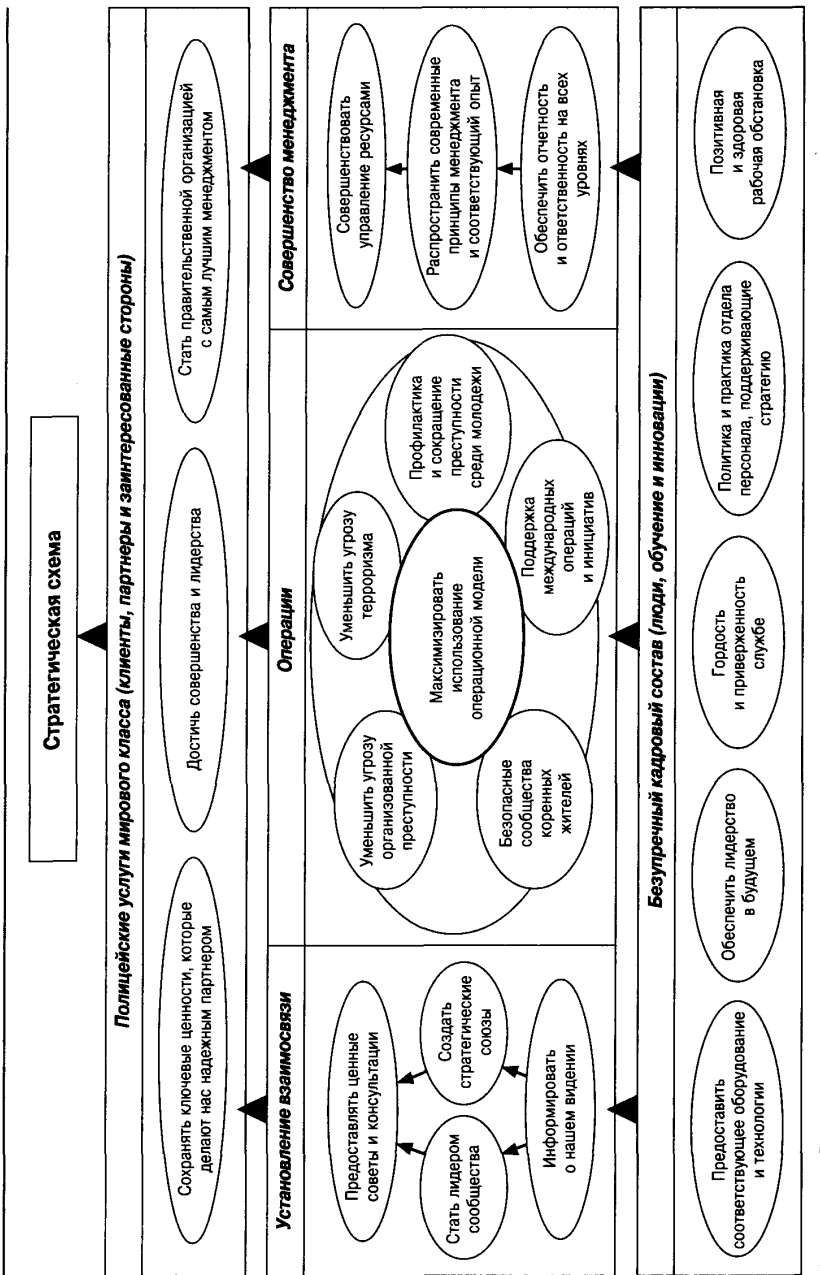 Стратегическая схема
Полицейские услуги мирового класса (клиенты, партнеры и заинтересованные стороны)
Сохранять ключевые ценности, которые
делают нас надежным партнером
Достичь совершенства и лидерства
Стать правительственной организацией
с самым лучшим менеджментом
Установление взаимосвязи
Предоставлять ценные
советы и консультации
Стать лидером
сообщества
Создать
стратегические
союзы
Информировать
о нашем видении
Операции
Уменьшить угрозу
организованной
преступности
Уменьшить угрозу
терроризма
Профилактика
и сокращение
преступности
среди молодежи
Максимизировать
использование
операционной модели
Безопасные
сообщества
коренных
жителей
Поддержка
международных
операций
и инициатив
Совершенство менеджмента
Совершенствовать
управление ресурсами
Распространить современные
принципы менеджмента
и соответствующий опыт
Обеспечить отчетность
и ответственность на всех
уровнях
Безупречный кадровый состав (люди, обучение и инновации)
Предоставить
соответствующее оборудование
и технологии
Обеспечить лидерство
в будущем
Гордость
и приверженность
службе
Политика и практика отдела
персонала, поддерживающие
стратегию
Позитивная
и здоровая
рабочая обстановка